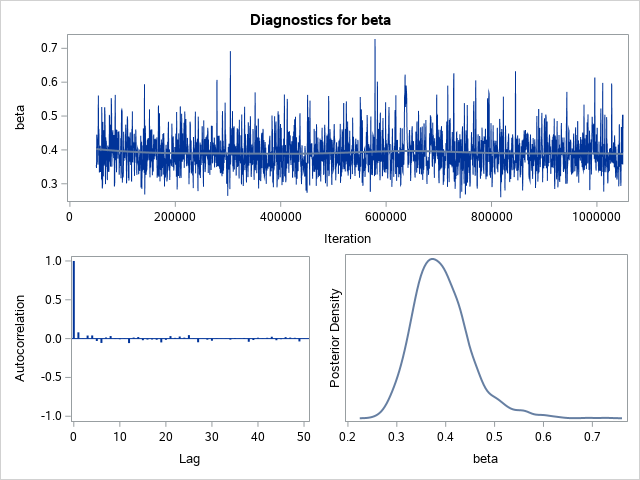 Diagnostics for beta
beta
0.7
0.6
0.5
0.4
0.3
0 200000 400000 600000 800000 1000000
Iteration
Autocorrelation
1.0
0.5
0.0
-0.5
-1.0
0 10 20 30 40 50
Lag
Posterior Density
0.2 0.3 0.4 0.5 0.6 0.7
beta